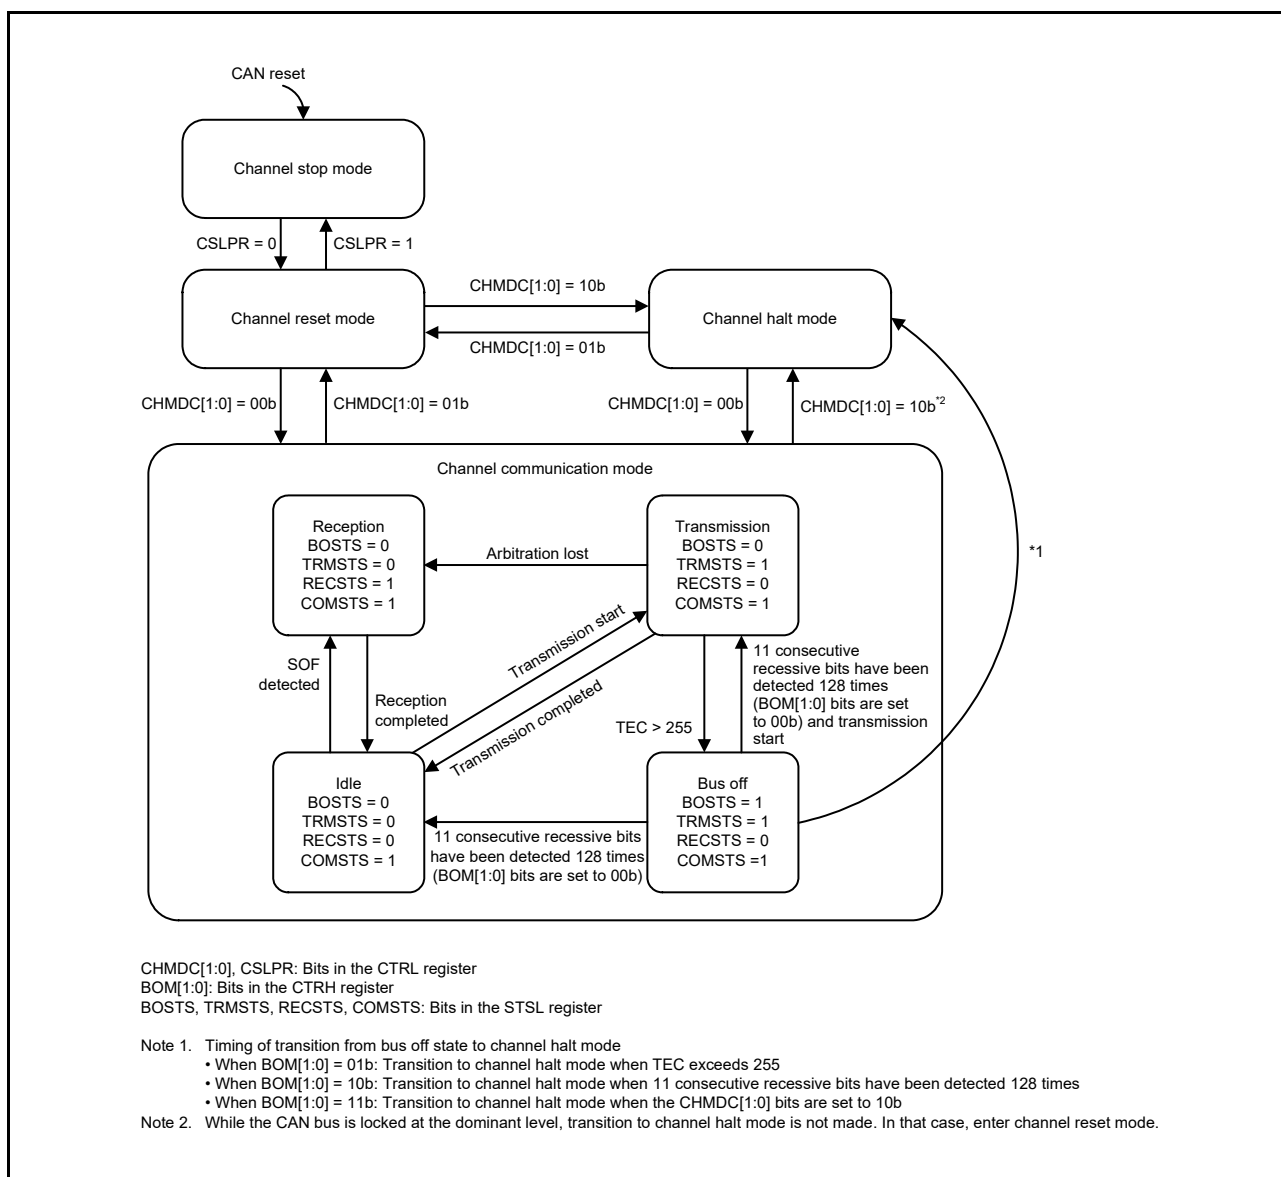 CAN reset
Channel stop mode
CSLPR = 0
CSLPR = 1
Channel reset mode
CHMDC[1:0] = 10b
CHMDC[1:0] = 01b
Channel halt mode
CHMDC[1:0] = 00b
CHMDC[1:0] = 01b
CHMDC[1:0] = 00b
CHMDC[1:0] = 10b*2
*1
Channel communication mode
Reception
BOSTS = 0
TRMSTS = 0
RECSTS = 1
COMSTS = 1
Arbitration lost
Transmission
BOSTS = 0
TRMSTS = 1
RECSTS = 0
COMSTS = 1
SOF
detected
Reception
completed
Transmission start
Transmission completed
TEC > 255
11 consecutive
recessive bits have been
detected 128 times
(BOM[1:0] bits are set
to 00b) and transmission
start
Idle
BOSTS = 0
TRMSTS = 0
RECSTS = 0
COMSTS = 1
11 consecutive recessive bits
have been detected 128 times
(BOM[1:0] bits are set to 00b)
Bus off
BOSTS = 1
TRMSTS = 1
RECSTS = 0
COMSTS =1
CHMDC[1:0], CSLPR: Bits in the CTRL register
BOM[1:0]: Bits in the CTRH register
BOSTS, TRMSTS, RECSTS, COMSTS: Bits in the STSL register
Note 1. Timing of transition from bus off state to channel halt mode
• When BOM[1:0] = 01b: Transition to channel halt mode when TEC exceeds 255
• When BOM[1:0] = 10b: Transition to channel halt mode when 11 consecutive recessive bits have been detected 128 times
• When BOM[1:0] = 11b: Transition to channel halt mode when the CHMDC[1:0] bits are set to 10b
Note 2. While the CAN bus is locked at the dominant level, transition to channel halt mode is not made. In that case, enter channel reset mode.